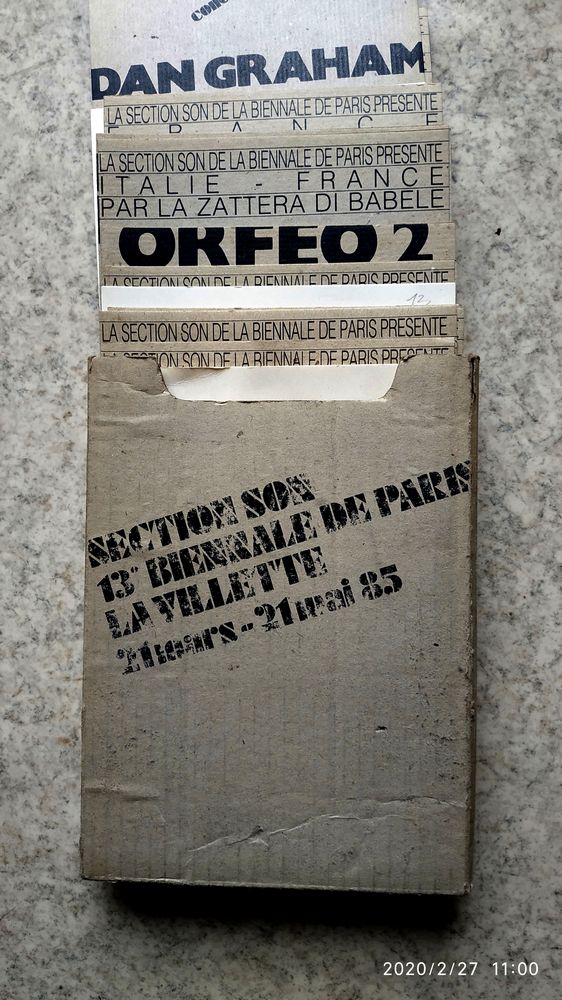 DAN GRAHAM
LA SECTION SON DE LA BIENNALE DE PARIS PRESENTE
F R A N C E
LA SECTION SON DE LA BIENNALE DE PARIS PRESENTE
ITALIE - FRANCE
PAR LA ZATTERA DI BABELE
ORFEO 2
LA SECTION SON DE LA BIENNALE DE PARIS PRESENTE
12,
LA SECTION SON DE LA BIENNALE DE PARIS PRESENTE
LA SECTION SON DE LA BIENNALE DE PARIS PRESENTE
SECTION SON
13e BIENNALE DE PARIS
LA VILLETTE
21 mars - 21 mai 85
2020/2/27 11:00